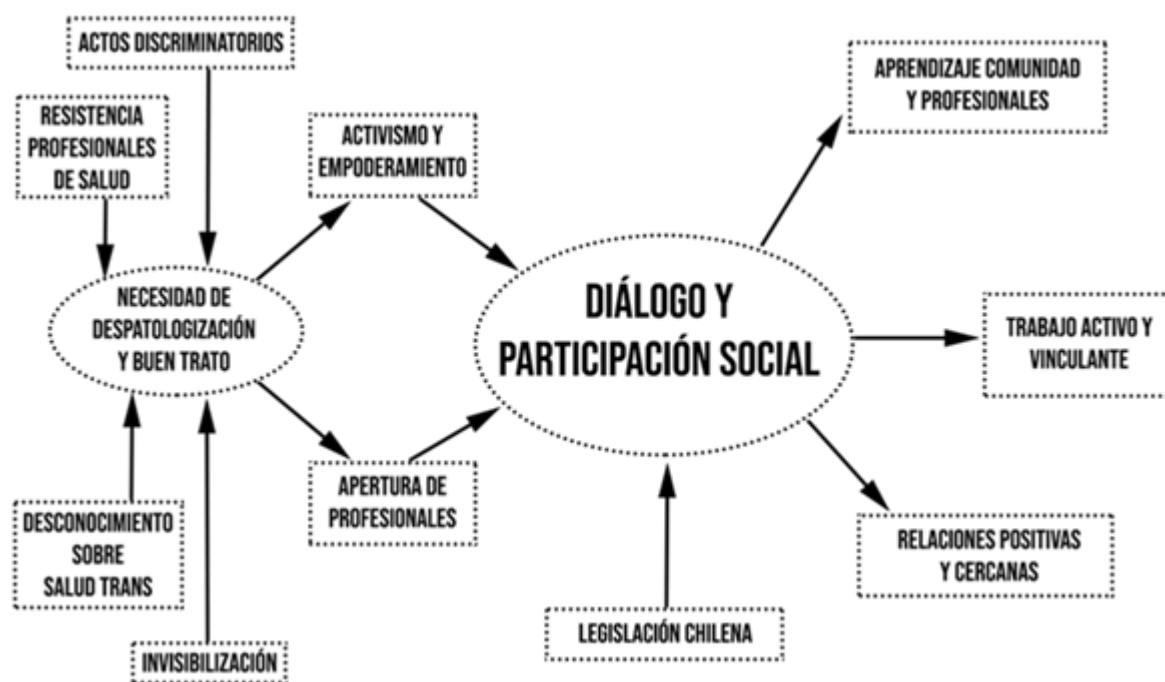 ACTOS DISCRIMINATORIOS
RESISTENCIA
PROFESIONALES
DE SALUD
ACTIVISMO Y
EMPODERAMIENTO
APRENDIZAJE COMUNIDAD
Y PROFESIONALES
NECESIDAD DE
DESPATOLOGIZACIÓN
Y BUEN TRATO
DIÁLOGO Y
PARTICIPACIÓN SOCIAL
TRABAJO ACTIVO Y
VINCULANTE
DESCONOCIMIENTO
SOBRE
SALUD TRANS
APERTURA DE
PROFESIONALES
RELACIONES POSITIVAS
Y CERCANAS
INVISIBILIZACIÓN
LEGISLACIÓN CHILENA